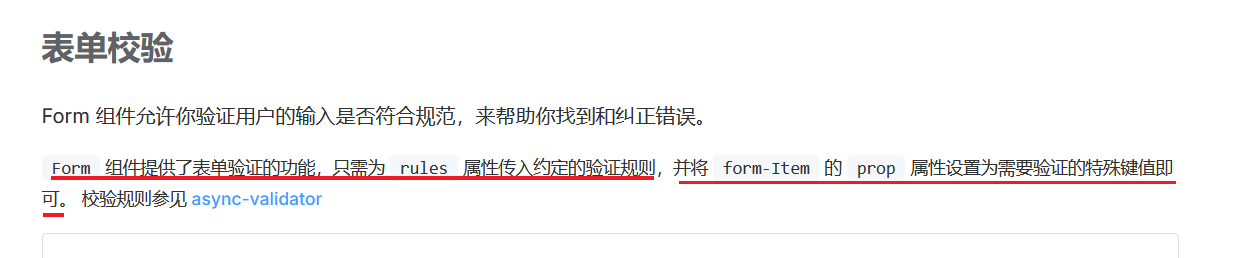 表单校验
Form 组件允许你验证用户的输入是否符合规范，来帮助你找到和纠正错误。
Form 组件提供了表单验证的功能，只需为 rules 属性传入约定的验证规则，并将 form-Item 的 prop 属性设置为需要验证的特殊键值即
可。 校验规则参见 async-validator